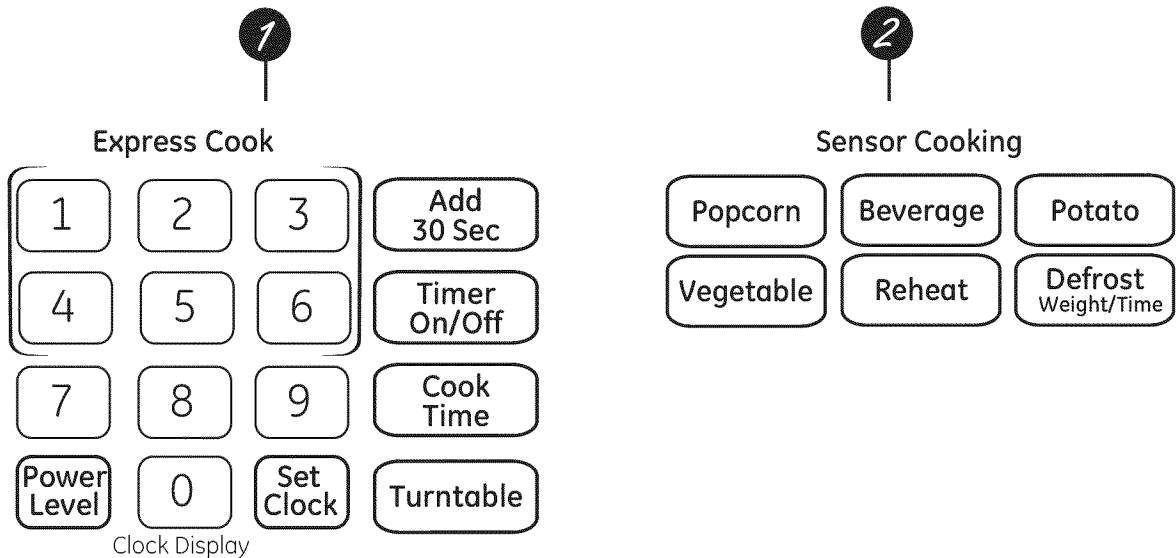 1
2
Express Cook
1 2 3
Add
30 Sec
4 5 6
Timer
On/Off
7 8 9
Cook
Time
Power
Level
0
Set
Clock
Turntable
Clock Display
Sensor Cooking
Popcorn
Beverage
Potato
Vegetable
Reheat
Defrost
Weight/Time